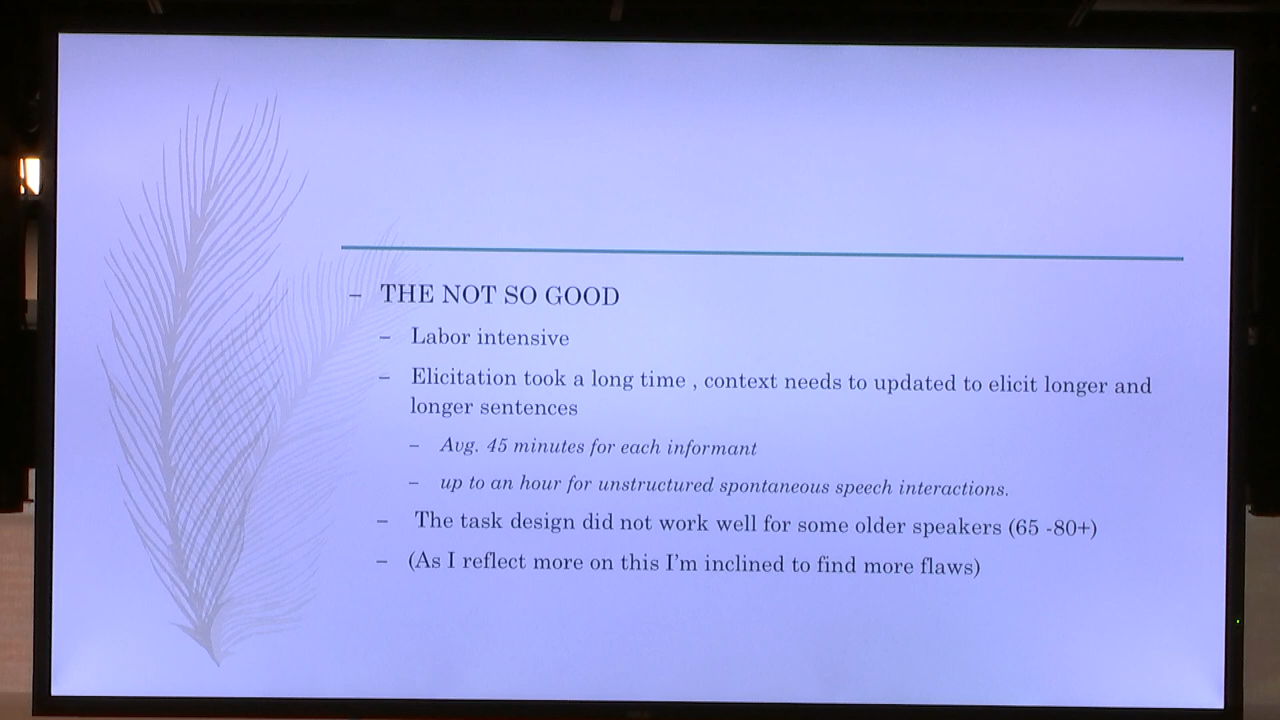 – THE NOT SO GOOD
– Labor intensive
– Elicitation took a long time , context needs to updated to elicit longer and
longer sentences
– Avg. 45 minutes for each informant
– up to an hour for unstructured spontaneous speech interactions.
– The task design did not work well for some older speakers (65 -80+)
– (As I reflect more on this I'm inclined to find more flaws)